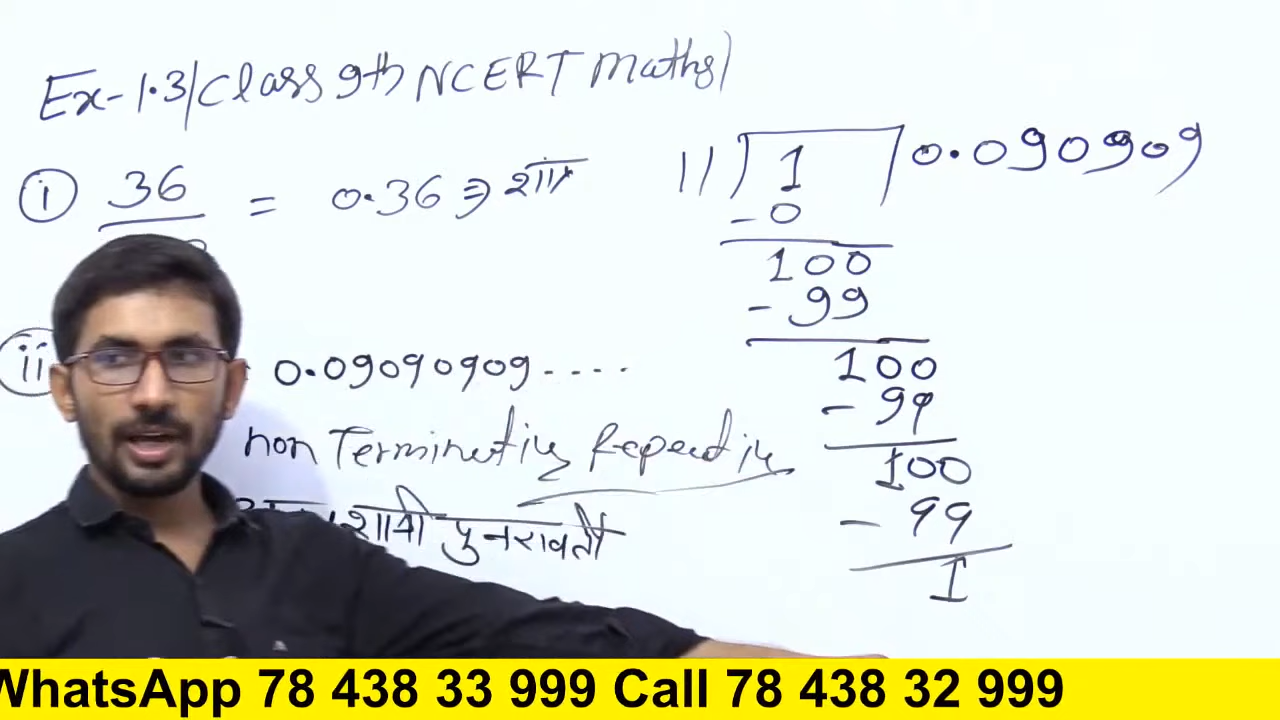 Ex-1.3/Class 9th NCERT Maths)
i 36 = 0.36 ⇒
ii 0.09090909....
non Terminating Repeating
पुनरावर्ती
11 ) 1 0.090909
-0
100
- 99
100
- 99
100
- 99
1
WhatsApp 78 438 33 999 Call 78 438 32 999